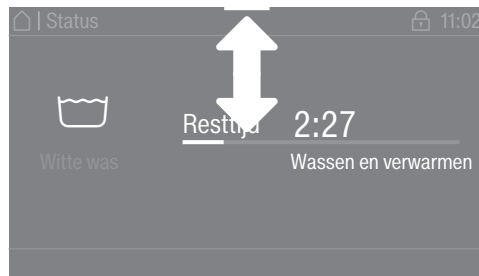 | Status 11:02
Resttijd 2:27
Witte was
Wassen en verwarmen